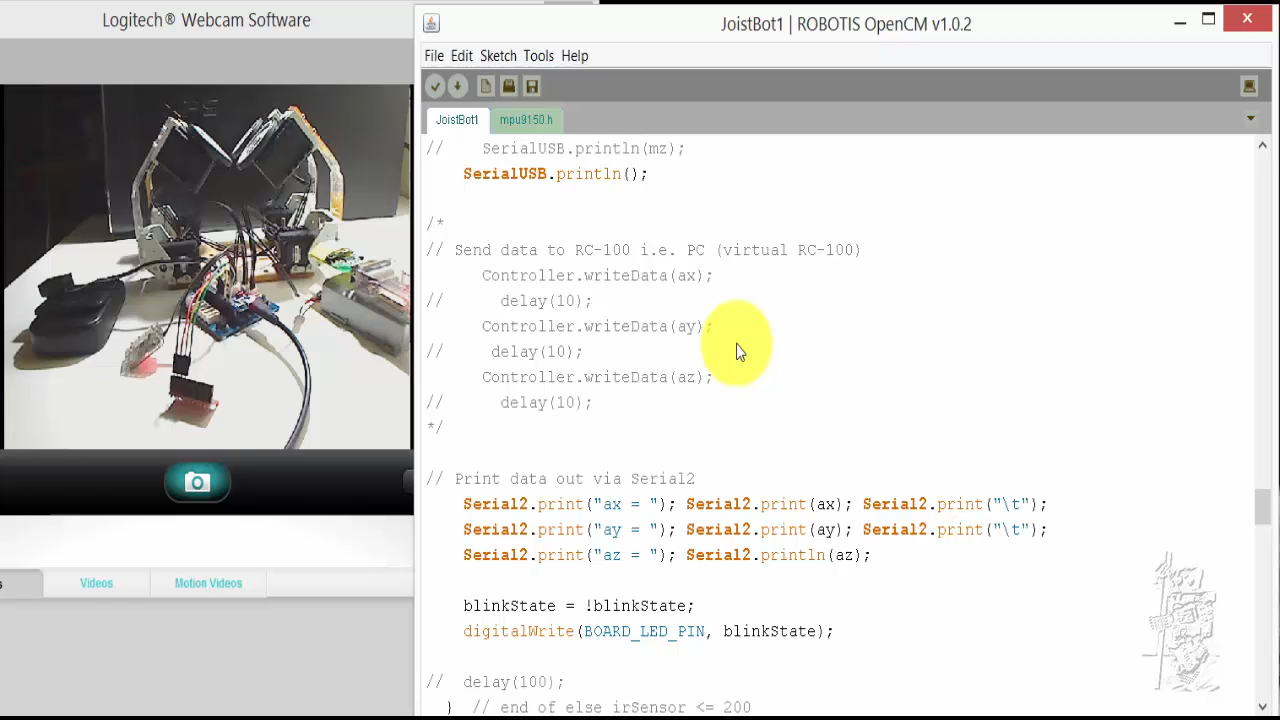 Logitech® Webcam Software
JoistBot1 | ROBOTIS OpenCM v1.0.2
File Edit Sketch Tools Help
JoistBot1 mpu9150.h
// SerialUSB.println(mz);
SerialUSB.println();
/*
// Send data to RC-100 i.e. PC (virtual RC-100)
Controller.writeData(ax);
// delay(10);
Controller.writeData(ay);
// delay(10);
Controller.writeData(az);
// delay(10);
*/
// Print data out via Serial2
Serial2.print("ax = "); Serial2.print(ax); Serial2.print("\t");
Serial2.print("ay = "); Serial2.print(ay); Serial2.print("\t");
Serial2.print("az = "); Serial2.println(az);
blinkState = !blinkState;
digitalWrite(BOARD_LED_PIN, blinkState);
// delay(100);
} // end of else irSensor <= 200
Videos Motion Videos